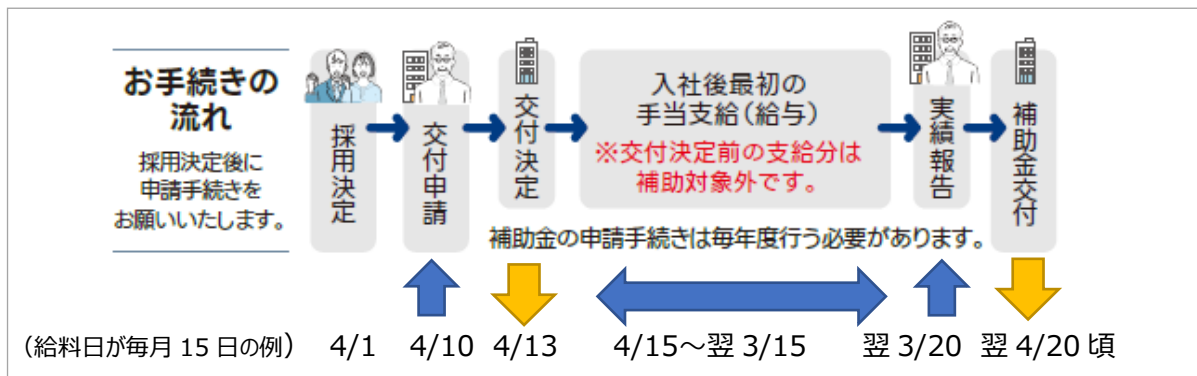 お手続きの
流れ
採用決定後に
申請手続きを
お願いいたします。
採用決定
交付申請
交付決定
入社後最初の
手当支給(給与)
※交付決定前の支給分は
補助対象外です。
実績報告
補助金交付
補助金の申請手続きは毎年度行う必要があります。
(給料日が毎月 15 日の例) 4/1 4/10 4/13 4/15～翌 3/15 翌 3/20 翌 4/20 頃